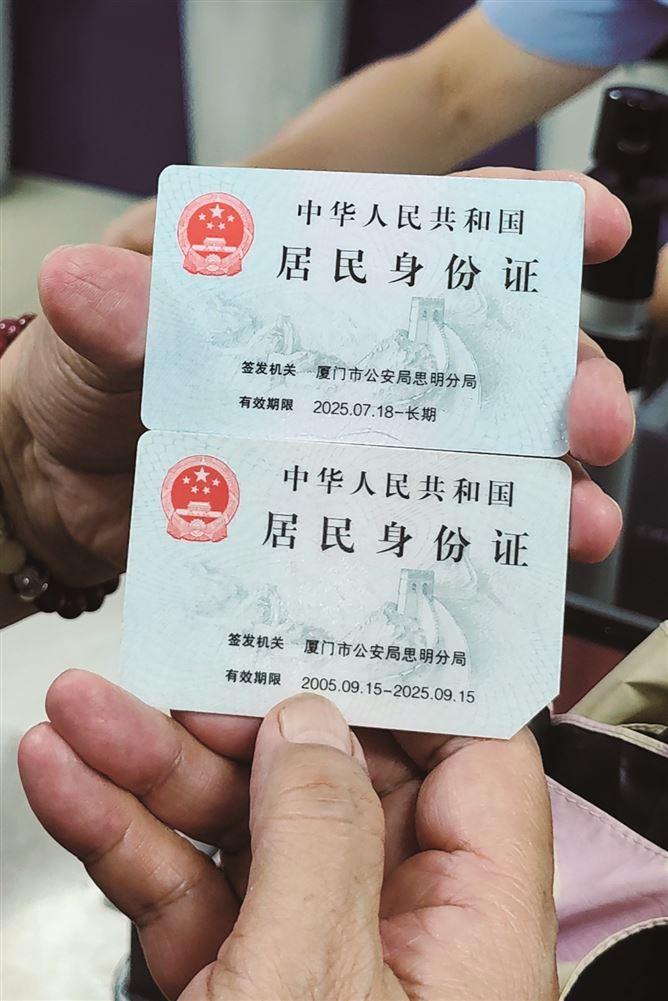 中华人民共和国
居民身份证
签发机关 厦门市公安局思明分局
有效期限 2025.07.18-长期
中华人民共和国
居民身份证
签发机关 厦门市公安局思明分局
有效期限 2005.09.15-2025.09.15